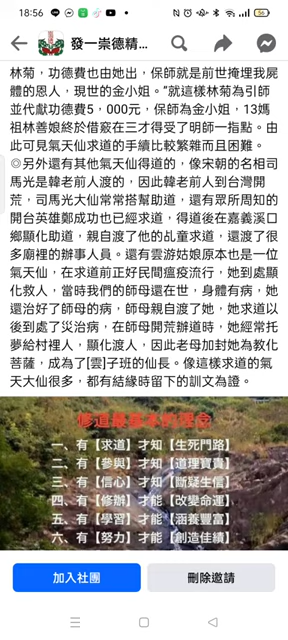 18:56
56
發一崇德精...
林菊，功德費也由她出，保師就是前世掩埋我屍
體的恩人，現世的金小姐。“就這樣林菊為引師
並代獻功德費5，000元，保師為金小姐，13媽
祖林善娘終於借竅在三才得受了明師一指點。由
此可見氣天仙求道的手續比較繁雜而且困難。
◎另外還有其他氣天仙得道的，像宋朝的名相司
馬光是韓老前人渡的，因此韓老前人到台灣開
荒，司馬光大仙常常搭幫助道，還有眾所周知的
開台英雄鄭成功也已經求道，得道後在嘉義溪口
鄉顯化助道，親自渡了他的乩童求道，還渡了很
多廟裡的辦事人員。還有雲游姑娘原本也是一位
氣天仙，在求道前正好民間瘟疫流行，她到處顯
化救人，當時我們的師母還在世，身體有病，她
還治好了師母的病，師母親自渡了她，她求道以
後到處了災治病，在師母開荒辦道時，她經常托
夢給村裡人，顯化渡人，因此老母加封她為教化
菩薩，成為了[雲]子班的仙長。像這樣求道的氣
天大仙很多，都有結緣時留下的訓文為證。
修道最基本的理念
一、有【求道】才知【生死門路】
二、有【參與】才知【道理寶貴】
三、有【信心】才知【斷疑生信】
四、有【修辦】才能【改變命運】
五、有【學習】才能【涵養豐富】
六、有【努力】才能【創造佳績】
加入社團
刪除邀請